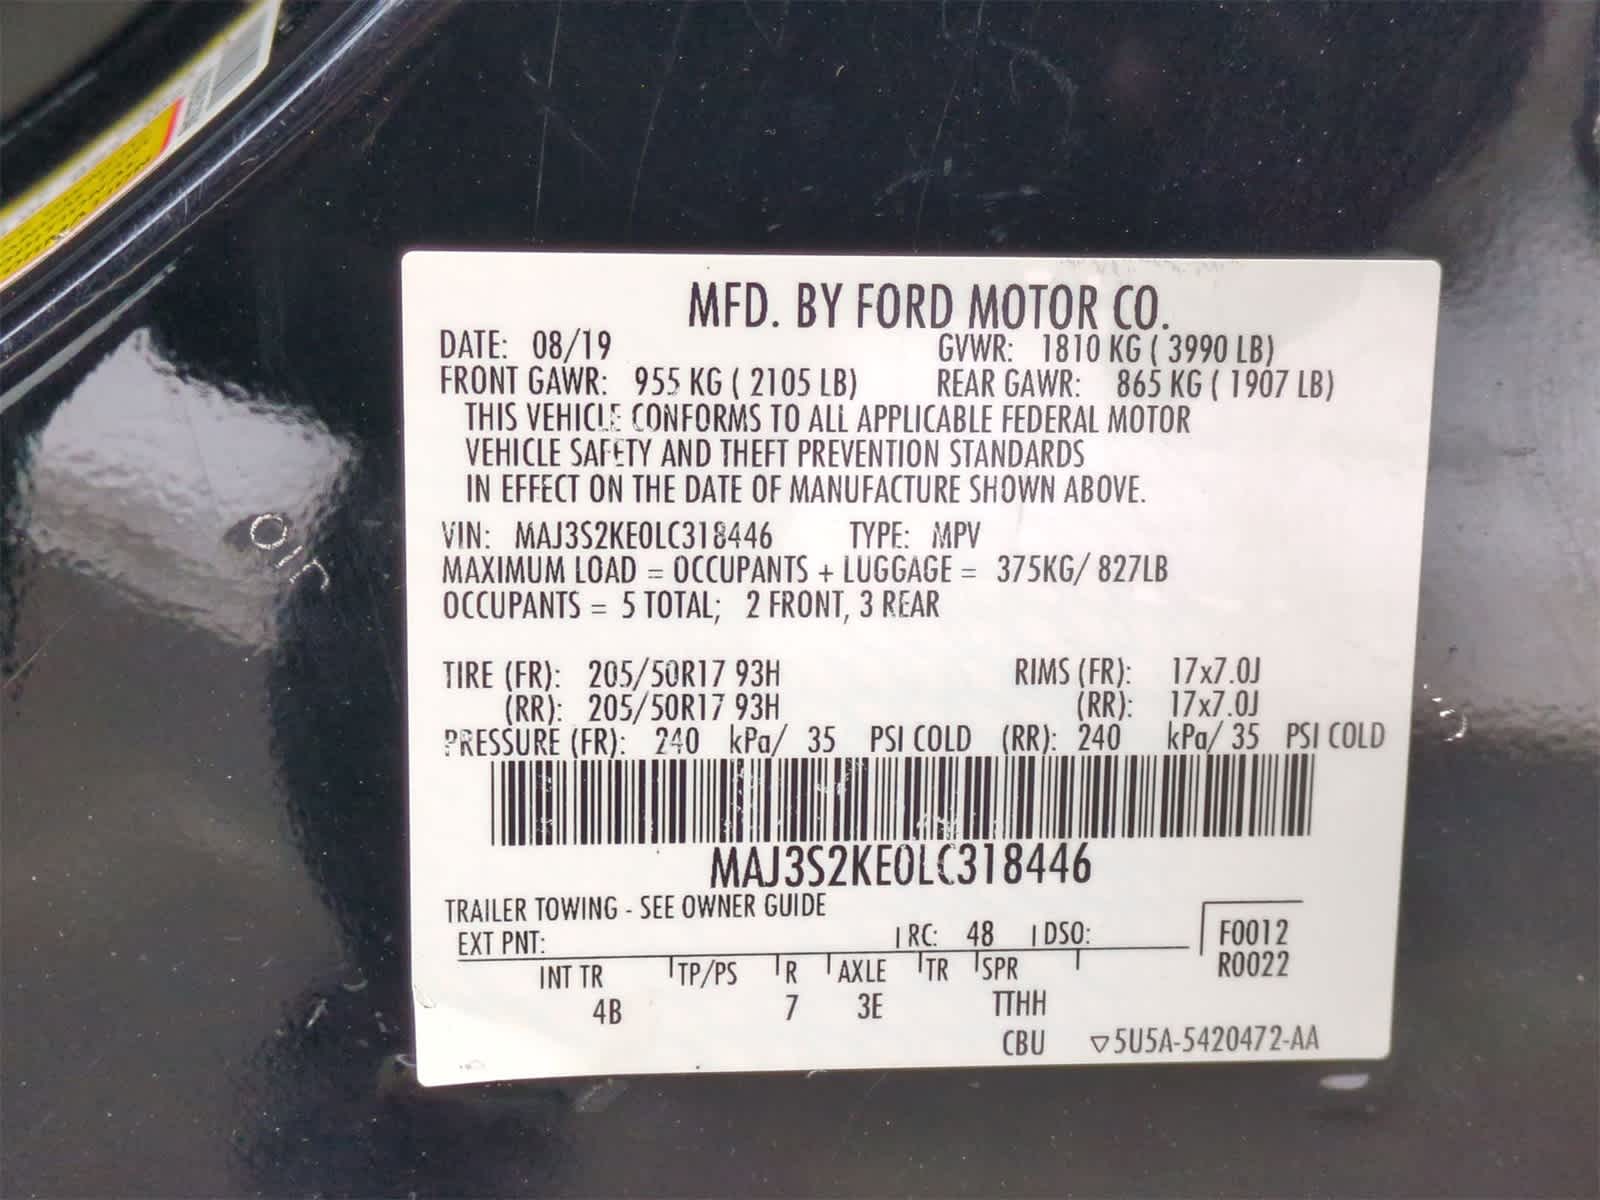 MFD. BY FORD MOTOR CO.
DATE: 08/19 GVWR: 1810 KG ( 3990 LB)
FRONT GAWR: 955 KG ( 2105 LB) REAR GAWR: 865 KG ( 1907 LB)
THIS VEHICLE CONFORMS TO ALL APPLICABLE FEDERAL MOTOR
VEHICLE SAFETY AND THEFT PREVENTION STANDARDS
IN EFFECT ON THE DATE OF MANUFACTURE SHOWN ABOVE.
VIN: MAJ3S2KE0LC318446 TYPE: MPV
MAXIMUM LOAD = OCCUPANTS + LUGGAGE = 375KG/ 827LB
OCCUPANTS = 5 TOTAL; 2 FRONT, 3 REAR
TIRE (FR): 205/50R17 93H RIMS (FR): 17x7.0J
(RR): 205/50R17 93H (RR): 17x7.0J
PRESSURE (FR): 240 kPa/ 35 PSI COLD (RR): 240 kPa/ 35 PSI COLD
MAJ3S2KE0LC318446
TRAILER TOWING - SEE OWNER GUIDE
EXT PNT: RC: 48 DSO: F0012
R0022
INT TR TP/PS R AXLE TR SPR
4B 7 3E TTHH
CBU ▽5U5A-5420472-AA